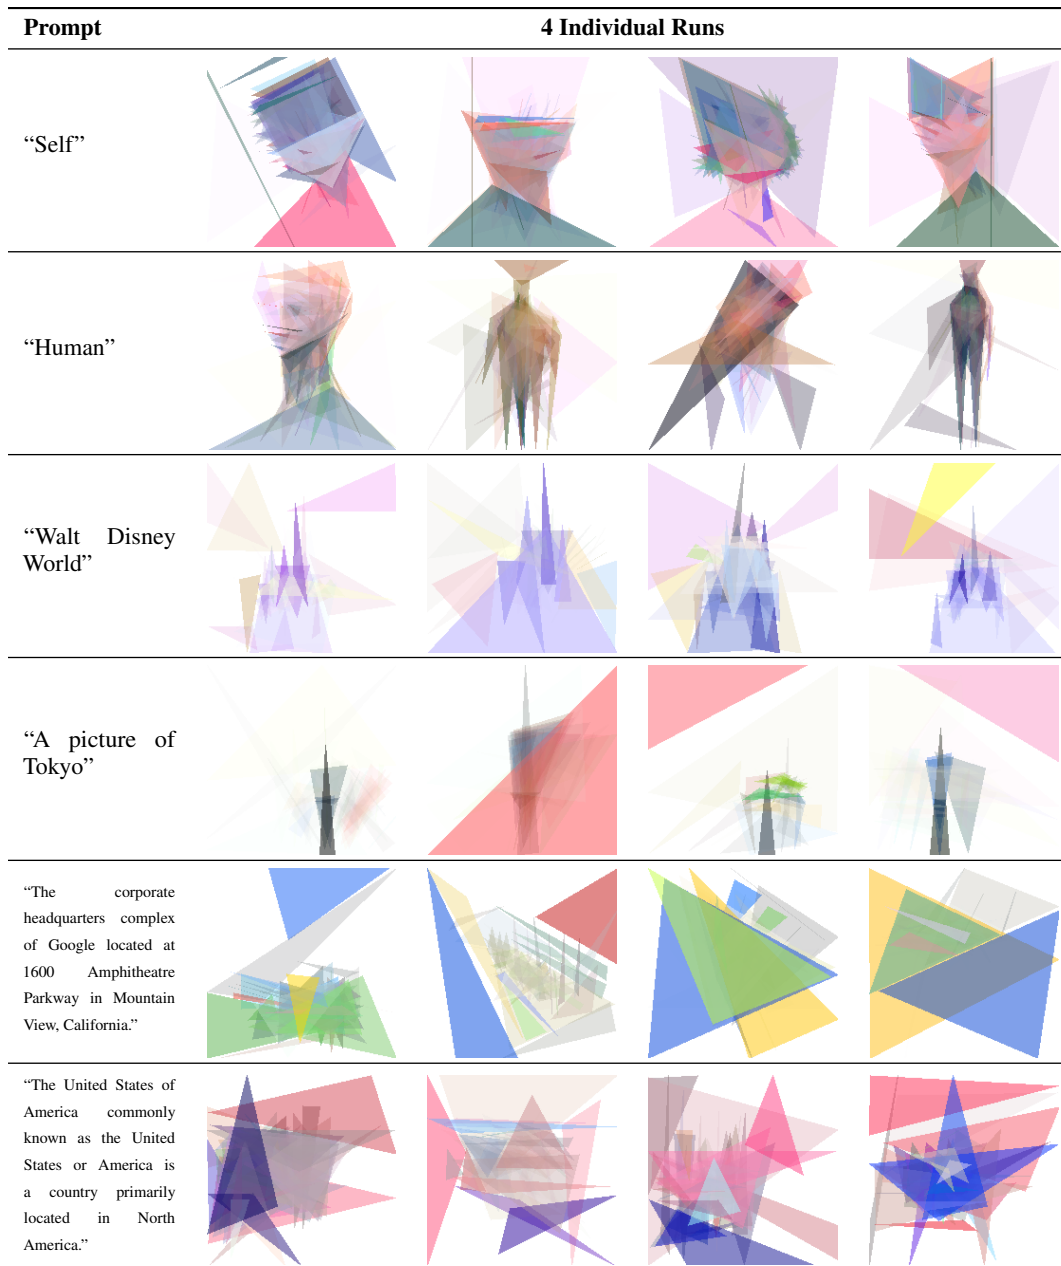 Prompt
4 Individual Runs
“Self”
“Human”
“Walt Disney
World”
“A picture of
Tokyo”
“The corporate
headquarters complex
of Google located at
1600 Amphitheatre
Parkway in Mountain
View, California.”
“The United States of
America commonly
known as the United
States or America is
a country primarily
located in North
America.”